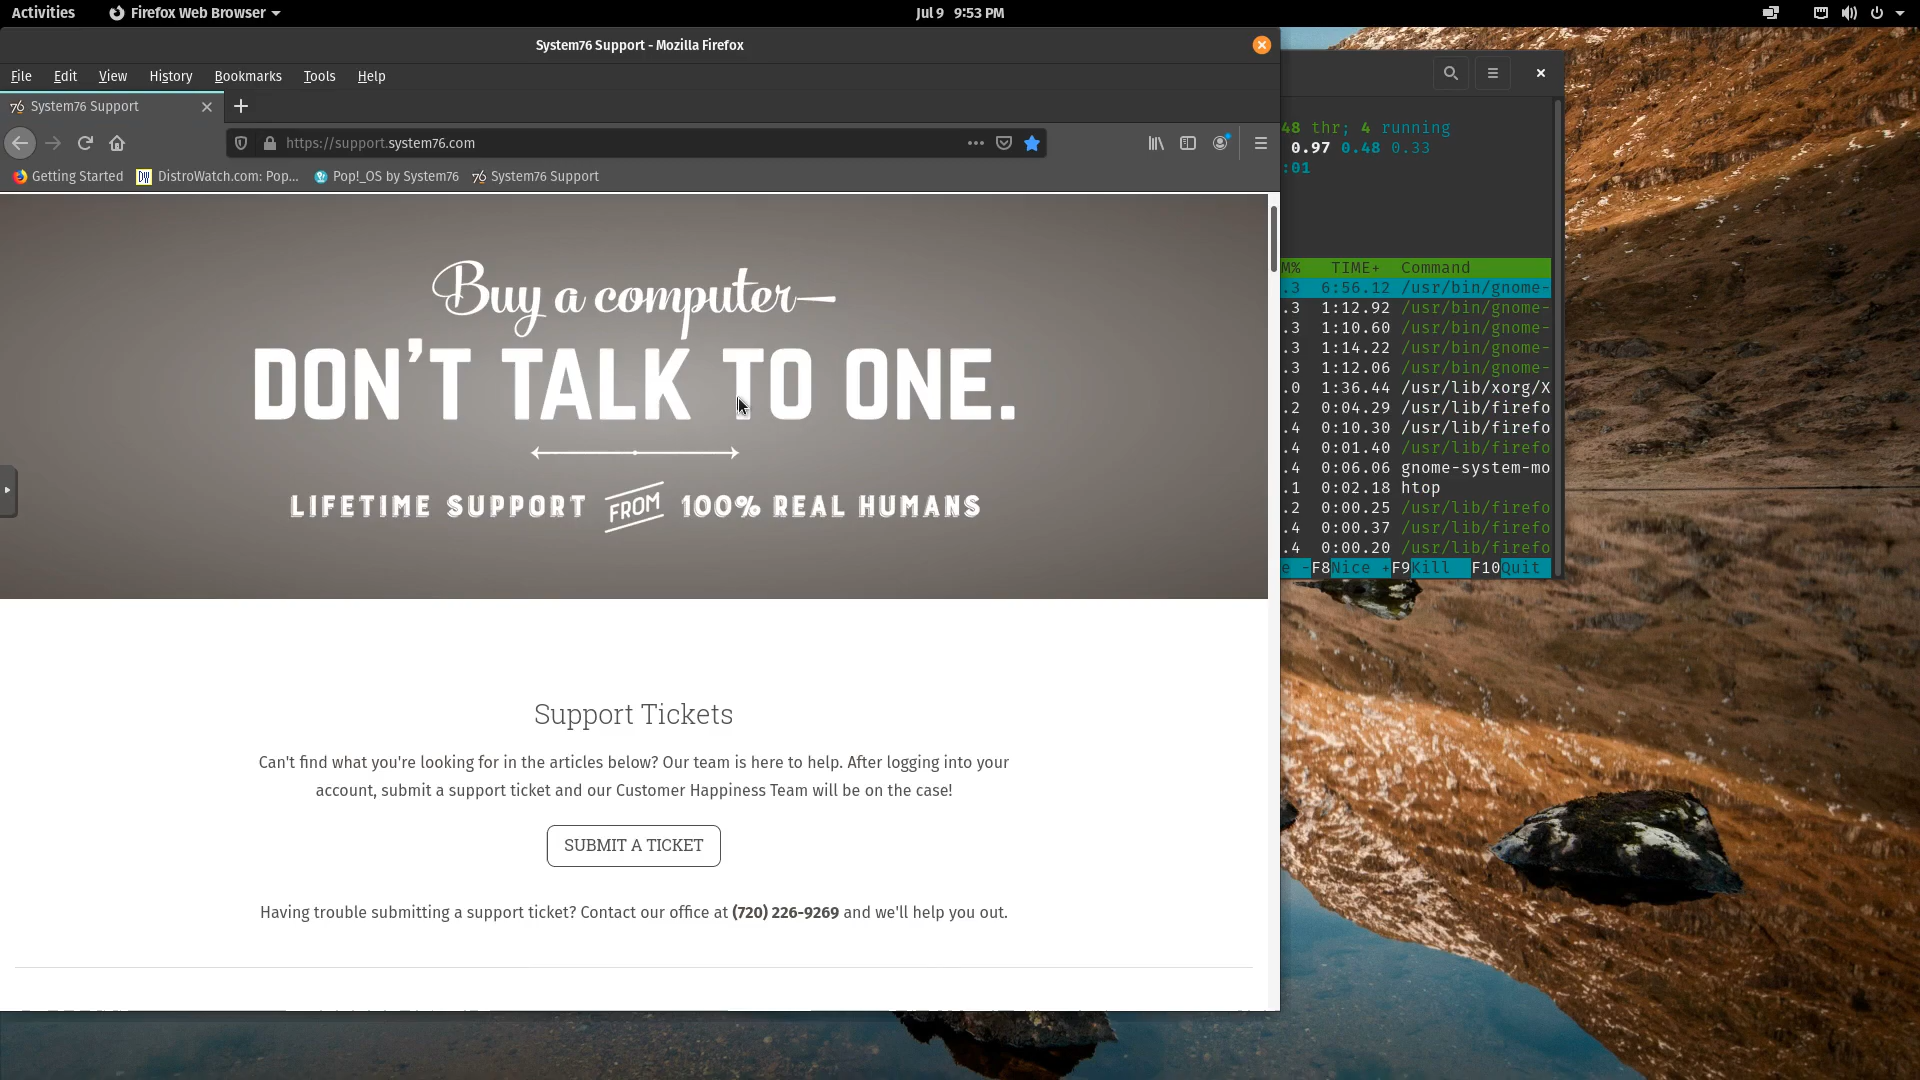 Activities
Firefox Web Browser
Jul 9 9:53 PM
System76 Support - Mozilla Firefox
File Edit View History Bookmarks Tools Help
System76 Support
https://support.system76.com
Getting Started
DistroWatch.com: Pop...
Pop!_OS by System76
System76 Support
Buy a computer—
DON'T TALK TO ONE.
LIFETIME SUPPORT FROM 100% REAL HUMANS
Support Tickets
Can't find what you're looking for in the articles below? Our team is here to help. After logging into your
account, submit a support ticket and our Customer Happiness Team will be on the case!
SUBMIT A TICKET
Having trouble submitting a support ticket? Contact our office at (720) 226-9269 and we'll help you out.
48 thr; 4 running
0.97 0.48 0.33
:01
M% TIME+ Command
.3 6:56.12 /usr/bin/gnome-
.3 1:12.92 /usr/bin/gnome-
.3 1:10.60 /usr/bin/gnome-
.3 1:14.22 /usr/bin/gnome-
.3 1:12.06 /usr/bin/gnome-
.0 1:36.44 /usr/lib/xorg/X
.2 0:04.29 /usr/lib/firefo
.4 0:10.30 /usr/lib/firefo
.4 0:01.40 /usr/lib/firefo
.4 0:06.06 gnome-system-mo
.1 0:02.18 htop
.2 0:00.25 /usr/lib/firefo
.4 0:00.37 /usr/lib/firefo
.4 0:00.20 /usr/lib/firefo
e -F8Nice +F9Kill F10Quit